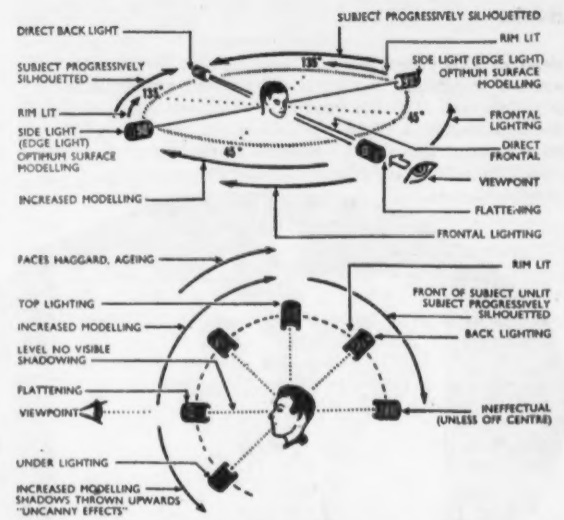 SUBJECT PROGRESSIVELY SILHOUETTED
DIRECT BACK LIGHT
RIM LIT
SUBJECT PROGRESSIVELY
SILHOUETTED
SIDE LIGHT (EDGE LIGHT)
OPTIMUM SURFACE
MODELLING
135°
135°
90°
RIM LIT
SIDE LIGHT
(EDGE LIGHT)
OPTIMUM SURFACE
MODELLING
90°
45°
45°
FRONTAL
LIGHTING
DIRECT
FRONTAL
VIEWPOINT
INCREASED MODELLING
FLATTENING
FRONTAL LIGHTING
FACES HAGGARD, AGEING
RIM LIT
TOP LIGHTING
FRONT OF SUBJECT UNLIT
SUBJECT PROGRESSIVELY
SILHOUETTED
INCREASED MODELLING
BACK LIGHTING
LEVEL NO VISIBLE
SHADOWING
FLATTENING
VIEWPOINT
INEFFECTUAL
(UNLESS OFF CENTRE)
UNDER LIGHTING
INCREASED MODELLING
SHADOWS THROWN UPWARDS
"UNCANNY EFFECTS"